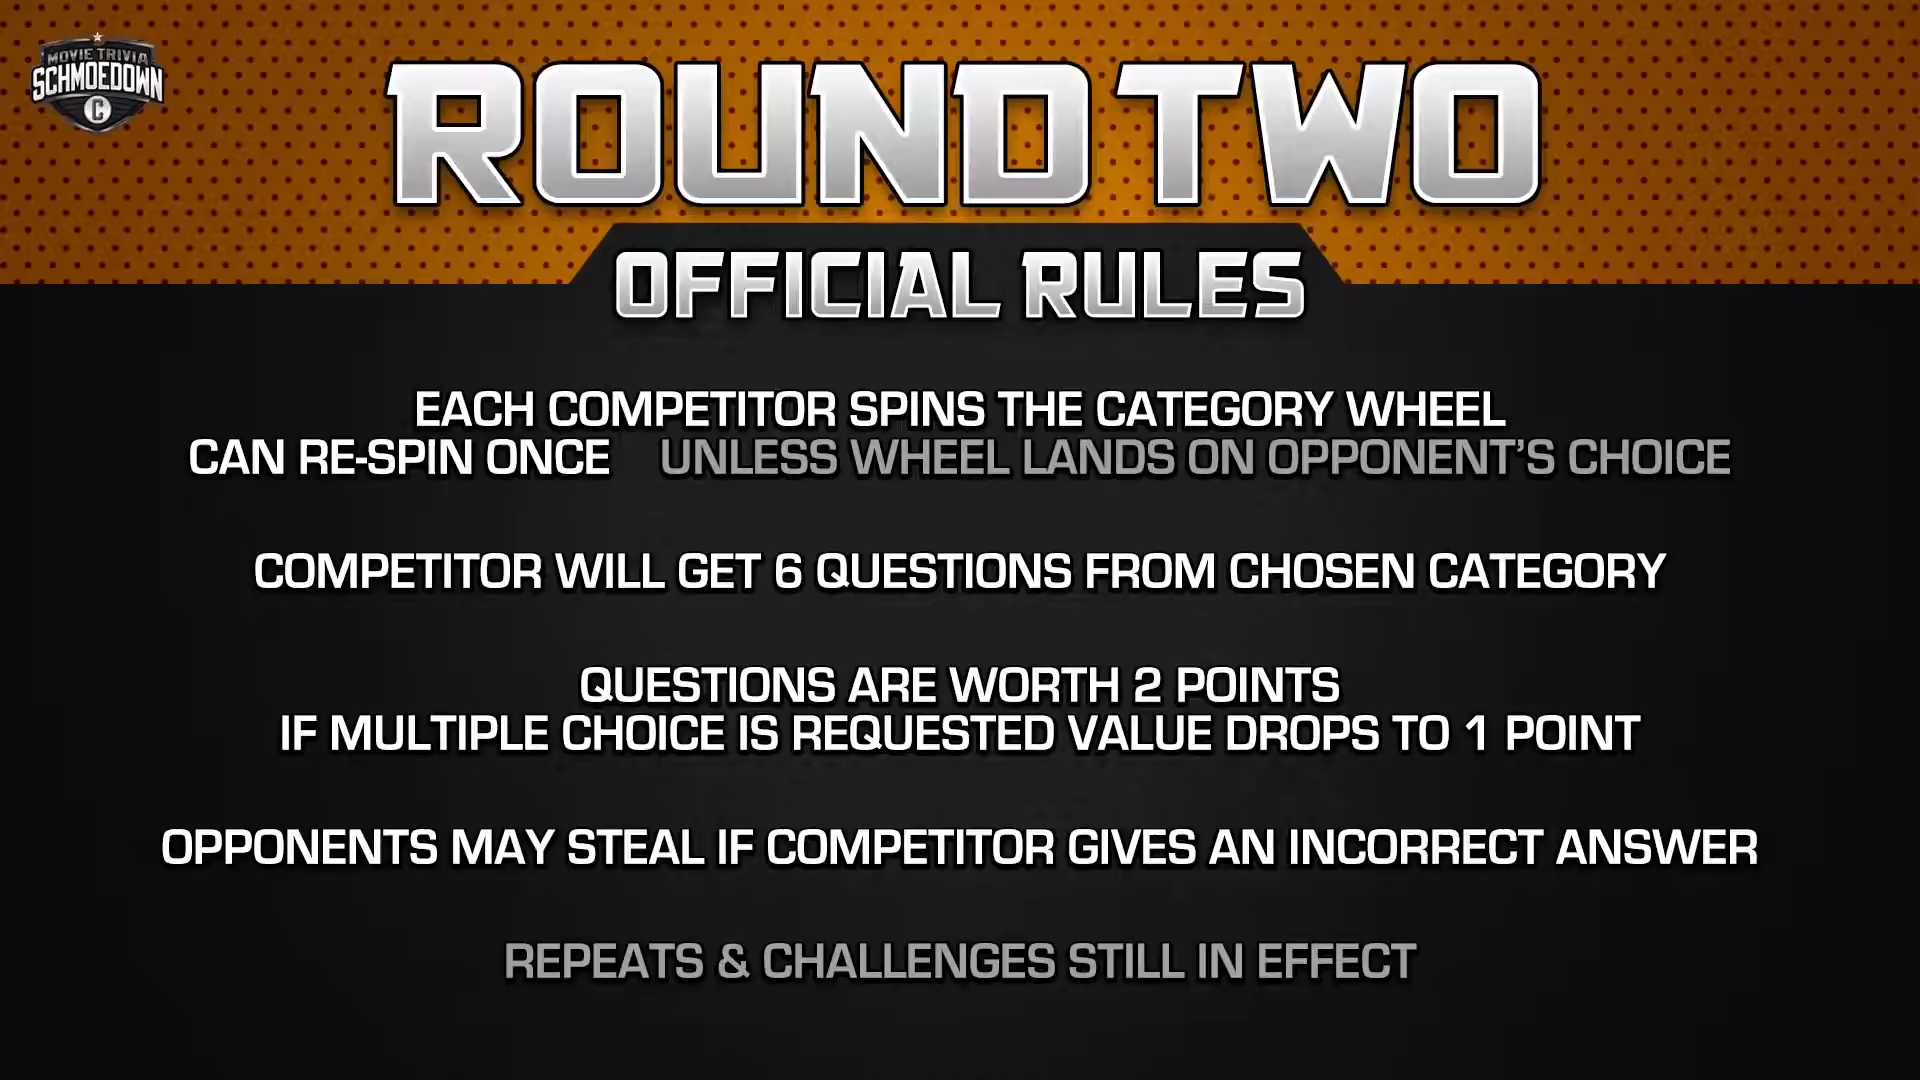 MOVIE TRIVIA
SCHMOEDOWN
C
ROUND TWO
OFFICIAL RULES
EACH COMPETITOR SPINS THE CATEGORY WHEEL
CAN RE-SPIN ONCE UNLESS WHEEL LANDS ON OPPONENT'S CHOICE
COMPETITOR WILL GET 6 QUESTIONS FROM CHOSEN CATEGORY
QUESTIONS ARE WORTH 2 POINTS
IF MULTIPLE CHOICE IS REQUESTED VALUE DROPS TO 1 POINT
OPPONENTS MAY STEAL IF COMPETITOR GIVES AN INCORRECT ANSWER
REPEATS & CHALLENGES STILL IN EFFECT